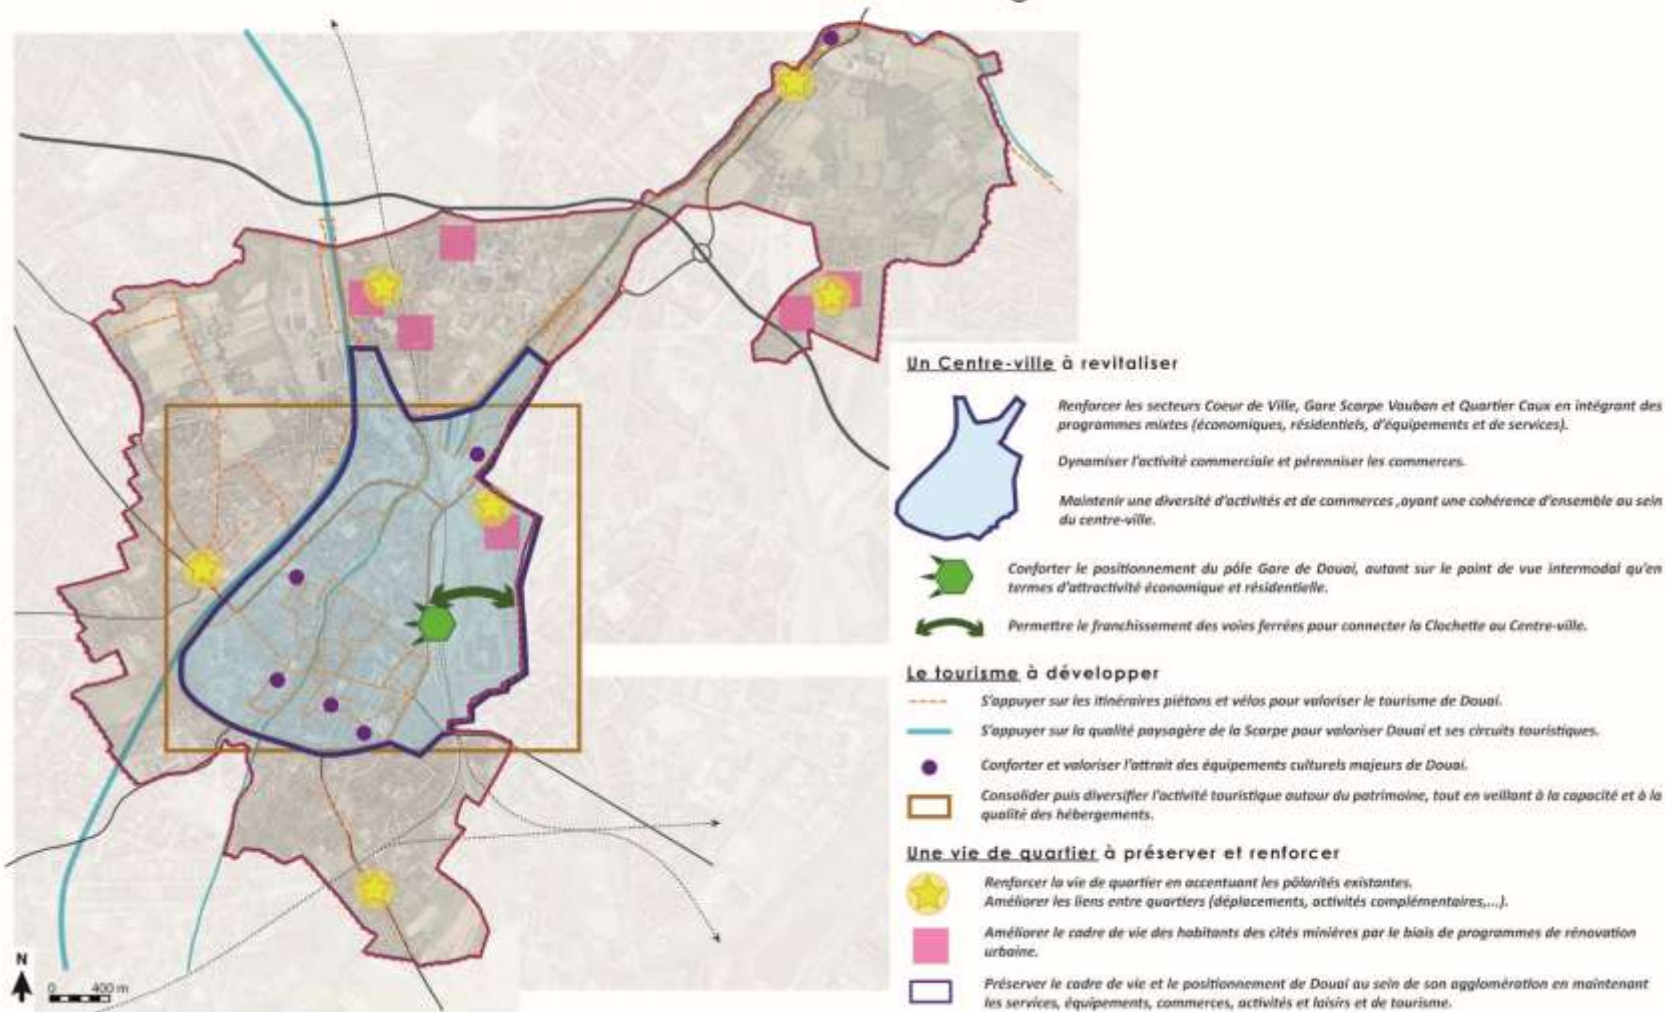 Un Centre-ville à revitaliser
Renforcer les secteurs Coeur de Ville, Gare Scarpe Vauban et Quartier Caux en intégrant des
programmes mixtes (économiques, résidentiels, d'équipements et de services).
Dynamiser l'activité commerciale et pérenniser les commerces.
Maintenir une diversité d'activités et de commerces ,ayant une cohérence d'ensemble au sein
du centre-ville.
Conforter le positionnement du pôle Gare de Douai, autant sur le point de vue intermodal qu'en
termes d'attractivité économique et résidentielle.
Permettre le franchissement des voies ferrées pour connecter la Clochette au Centre-ville.
Le tourisme à développer
S'appuyer sur les itinéraires piétons et vélos pour valoriser le tourisme de Douai.
S'appuyer sur la qualité paysagère de la Scarpe pour valoriser Douai et ses circuits touristiques.
Conforter et valoriser l'attrait des équipements culturels majeurs de Douai.
Consolider puis diversifier l'activité touristique autour du patrimoine, tout en veillant à la capacité et à la
qualité des hébergements.
Une vie de quartier à préserver et renforcer
Renforcer la vie de quartier en accentuant les pôlarités existantes.
Améliorer les liens entre quartiers (déplacements, activités complémentaires,...).
Améliorer le cadre de vie des habitants des cités minières par le biais de programmes de rénovation
urbaine.
Préserver le cadre de vie et le positionnement de Douai au sein de son agglomération en maintenant
les services, équipements, commerces, activités et loisirs et de tourisme.
N
0 400 m